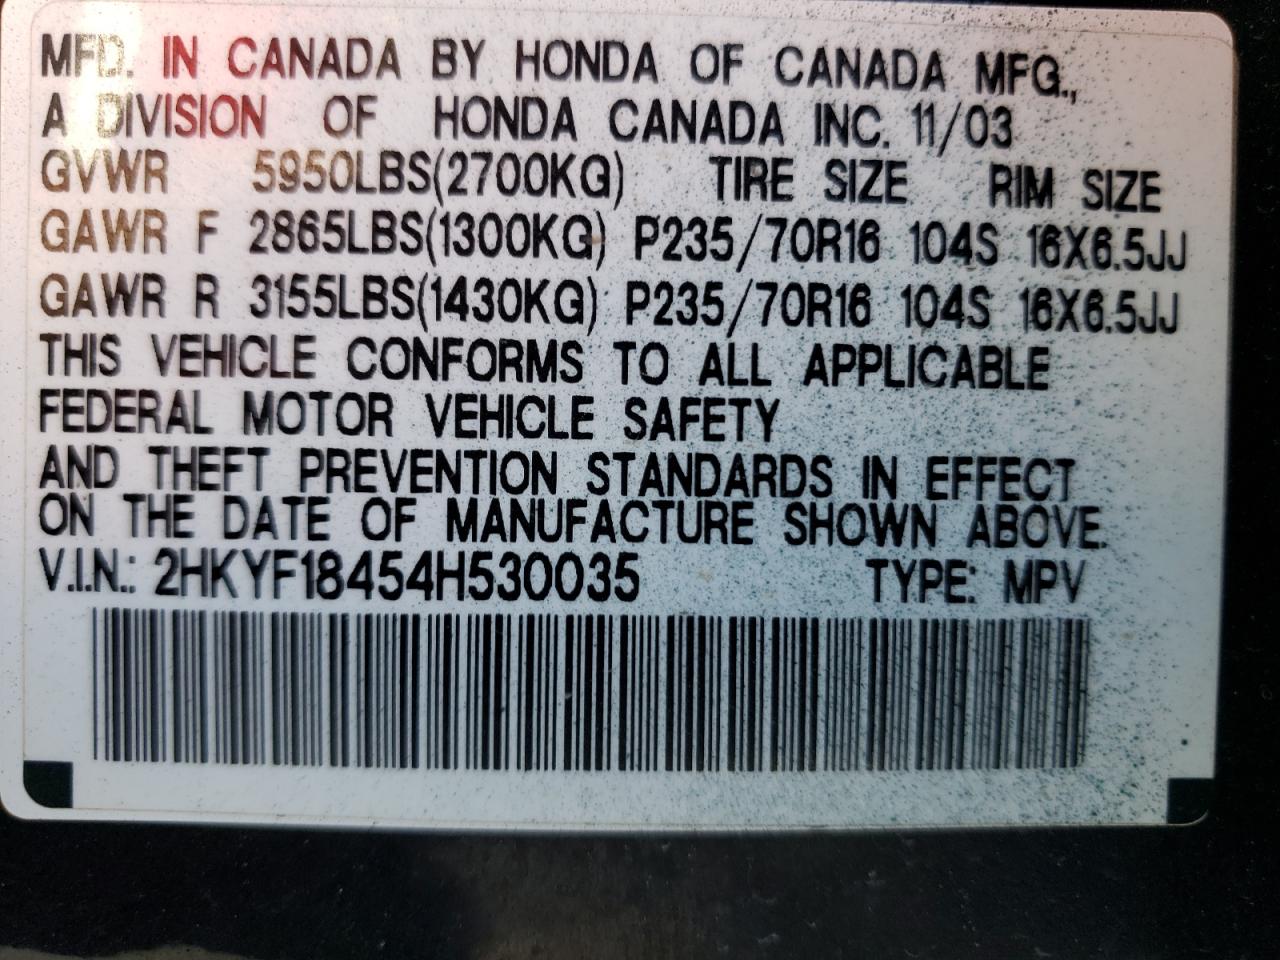 MFD. IN CANADA BY HONDA OF CANADA MFG.,
A DIVISION OF HONDA CANADA INC. 11/03
GVWR 5950LBS(2700KG) TIRE SIZE RIM SIZE
GAWR F 2865LBS(1300KG) P235/70R16 104S 16X6.5JJ
GAWR R 3155LBS(1430KG) P235/70R16 104S 16X6.5JJ
THIS VEHICLE CONFORMS TO ALL APPLICABLE
FEDERAL MOTOR VEHICLE SAFETY
AND THEFT PREVENTION STANDARDS IN EFFECT
ON THE DATE OF MANUFACTURE SHOWN ABOVE.
V.I.N.: 2HKYF18454H530035 TYPE: MPV